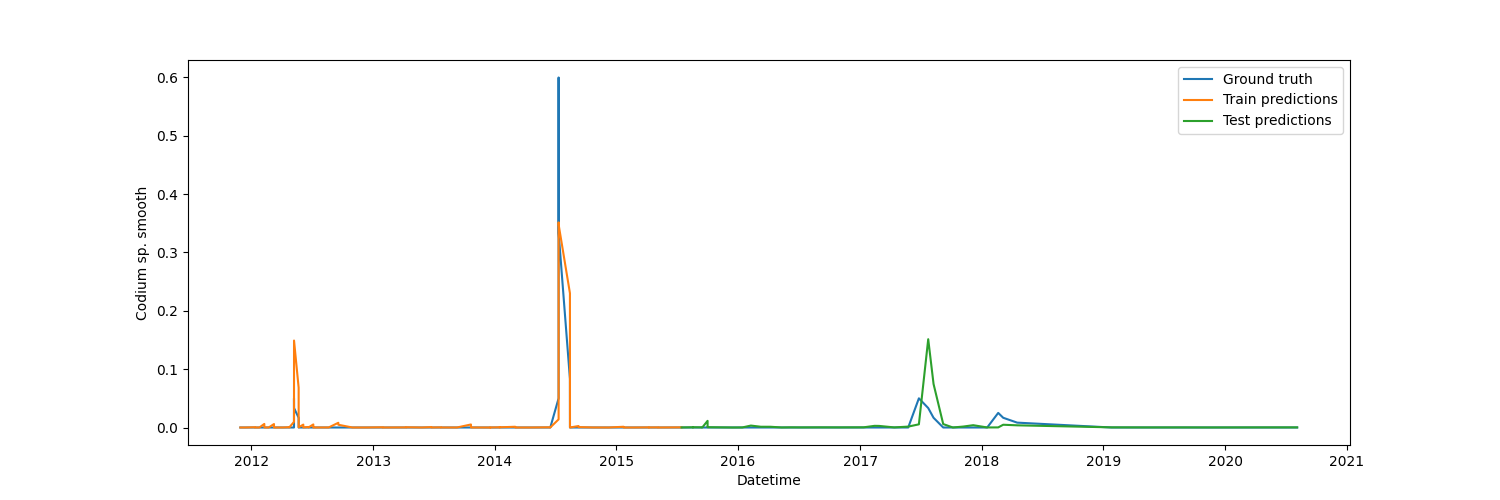 Ground truth
Train predictions
Test predictions
0.6
0.5
0.4
0.3
0.2
0.1
0.0
Codium sp. smooth
2012 2013 2014 2015 2016 2017 2018 2019 2020 2021
Datetime